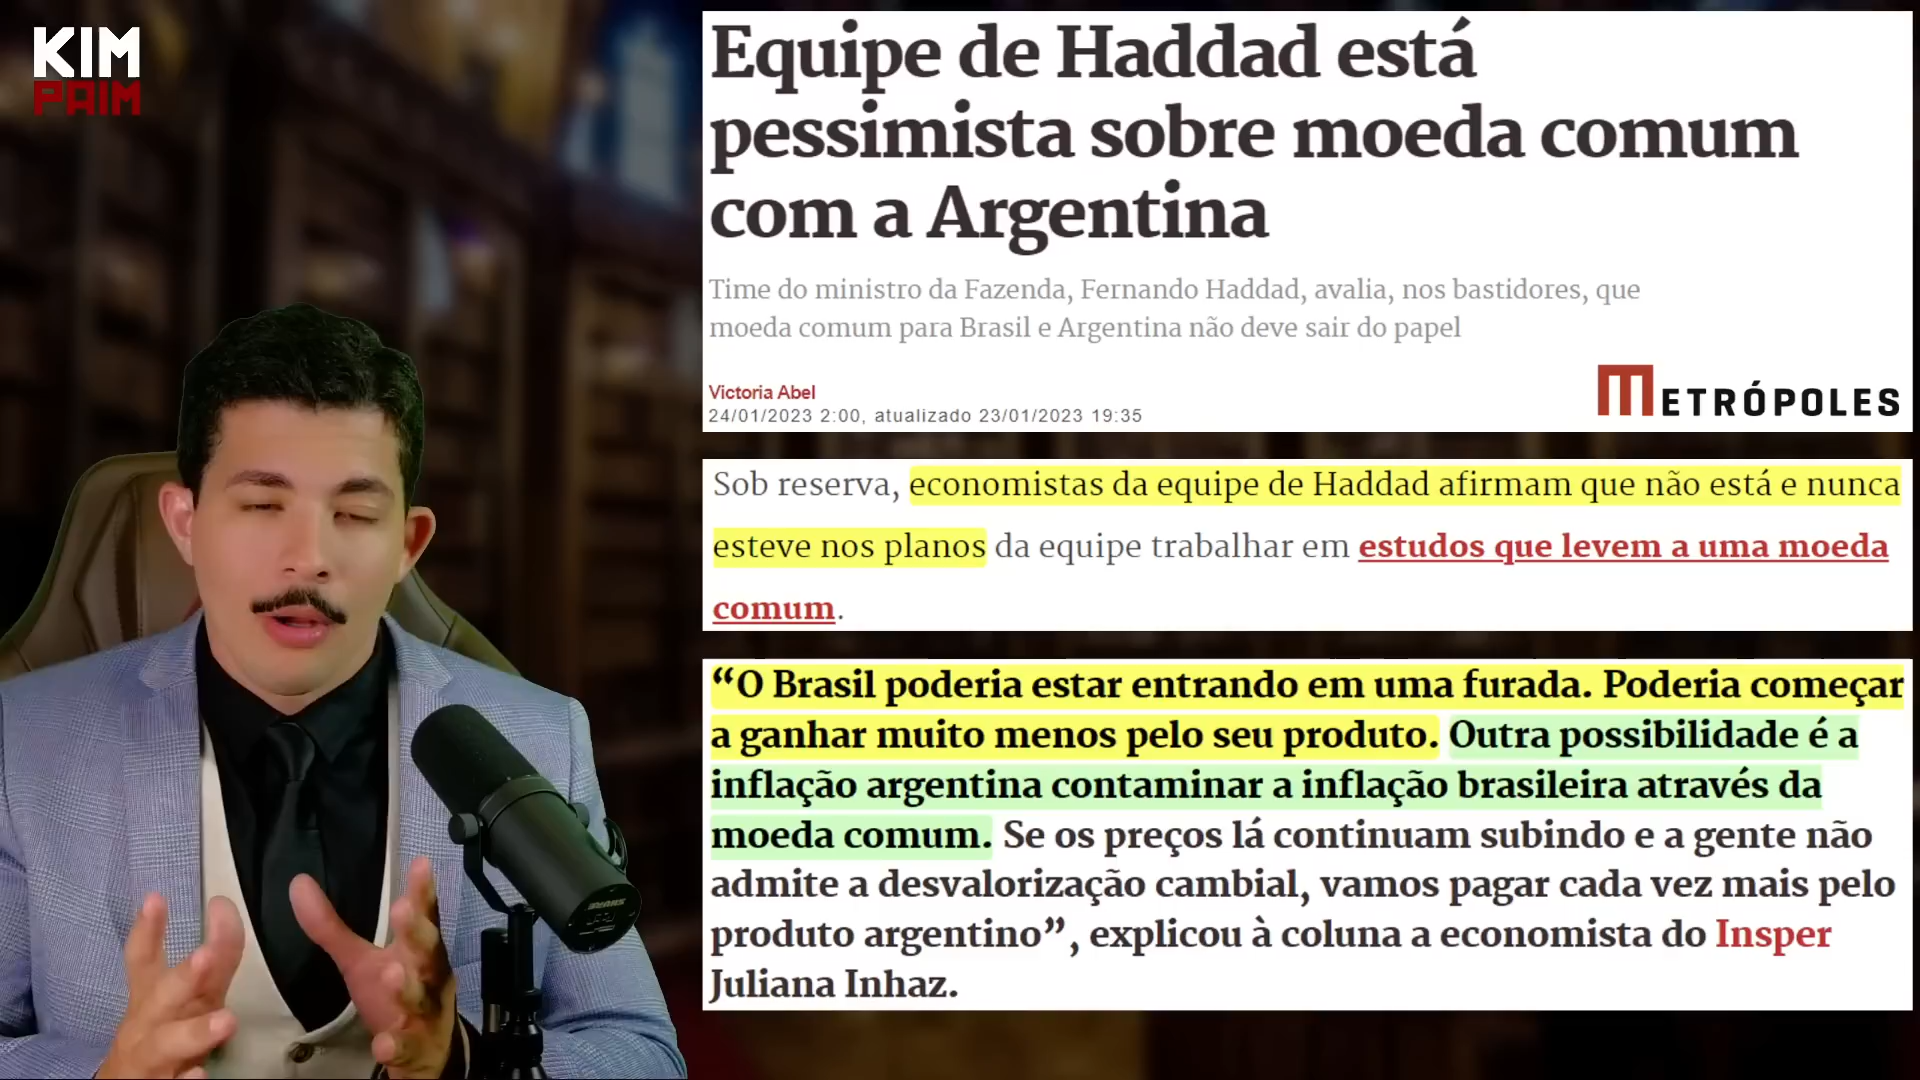 KIM
PAIM
Equipe de Haddad está
pessimista sobre moeda comum
com a Argentina
Time do ministro da Fazenda, Fernando Haddad, avalia, nos bastidores, que
moeda comum para Brasil e Argentina não deve sair do papel
Victoria Abel
24/01/2023 2:00, atualizado 23/01/2023 19:35
METRÓPOLES
Sob reserva, economistas da equipe de Haddad afirmam que não está e nunca
esteve nos planos da equipe trabalhar em estudos que levem a uma moeda
comum.
“O Brasil poderia estar entrando em uma furada. Poderia começar
a ganhar muito menos pelo seu produto. Outra possibilidade é a
inflação argentina contaminar a inflação brasileira através da
moeda comum. Se os preços lá continuam subindo e a gente não
admite a desvalorização cambial, vamos pagar cada vez mais pelo
produto argentino”, explicou à coluna a economista do Insper
Juliana Inhaz.